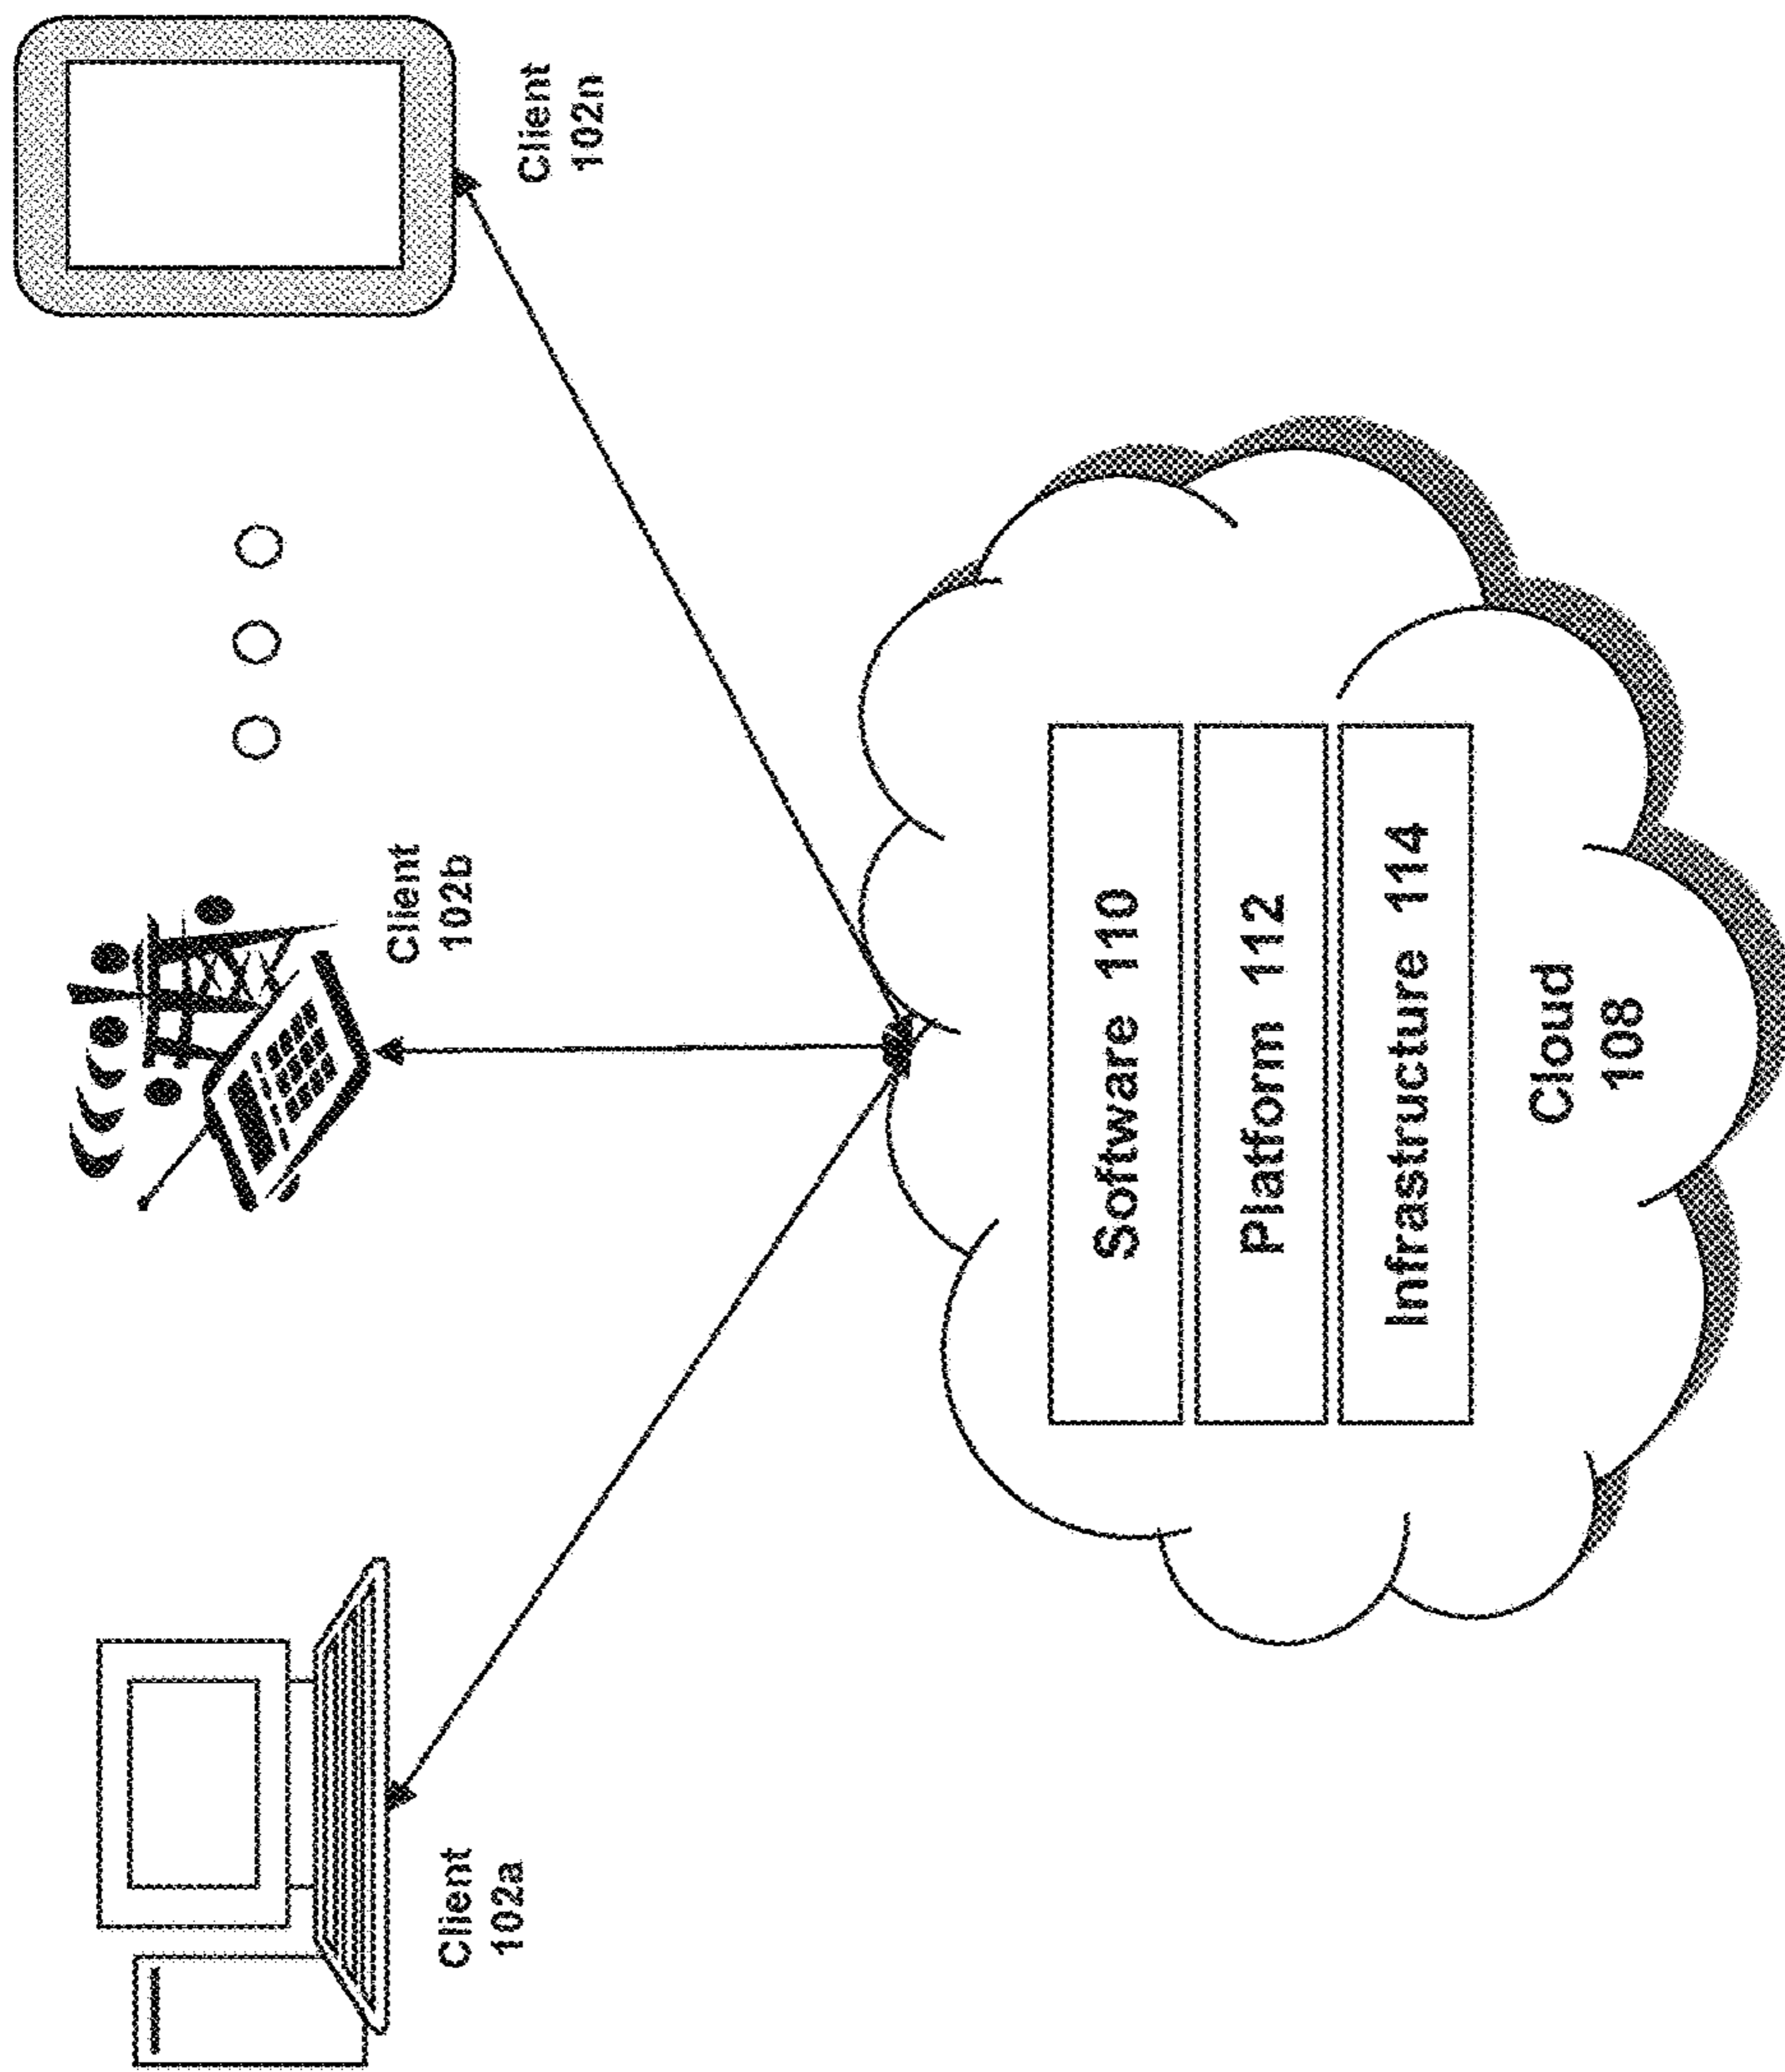 Client
102a
Client
102b
Client
102n
Software 110
Platform 112
Infrastructure 114
Cloud
108